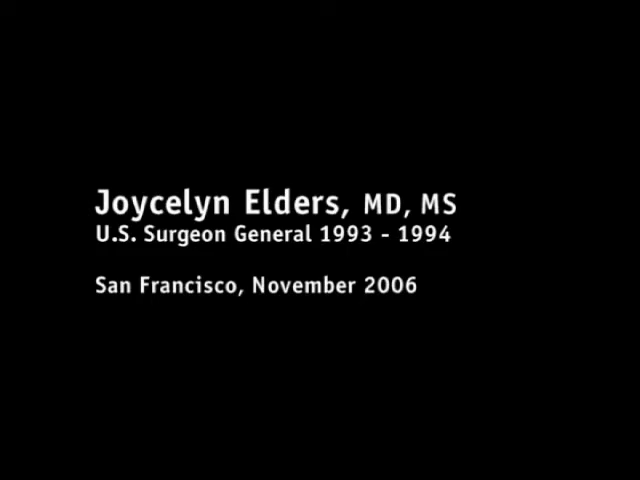 Joycelyn Elders, MD, MS
U.S. Surgeon General 1993 - 1994
San Francisco, November 2006